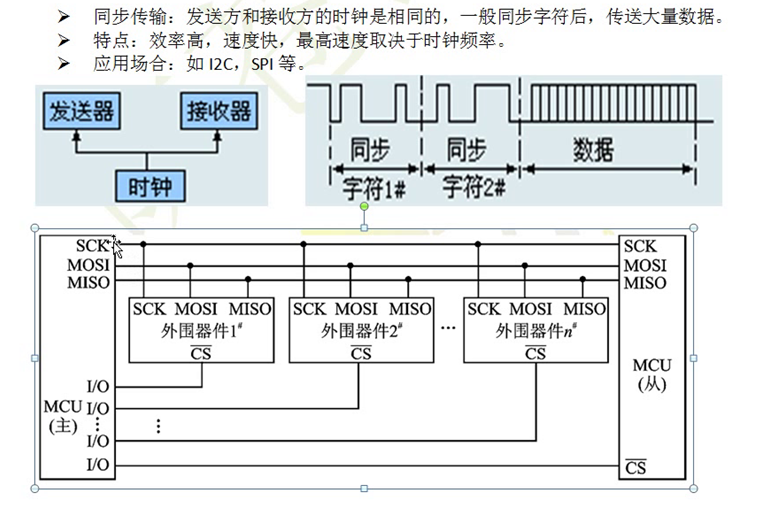 ➢ 同步传输：发送方和接收方的时钟是相同的，一般同步字符后，传送大量数据。
➢ 特点：效率高，速度快，最高速度取决于时钟频率。
➢ 应用场合：如 I2C，SPI 等。
发送器 接收器
时钟
同步 同步 数据
字符1# 字符2#
SCK SCK
MOSI MOSI
MISO MISO
SCK MOSI MISO SCK MOSI MISO SCK MOSI MISO
外围器件1# 外围器件2# … 外围器件n#
CS CS CS
MCU
(从)
I/O
MCU I/O
(主) ⋮ ⋮
I/O
I/O CS